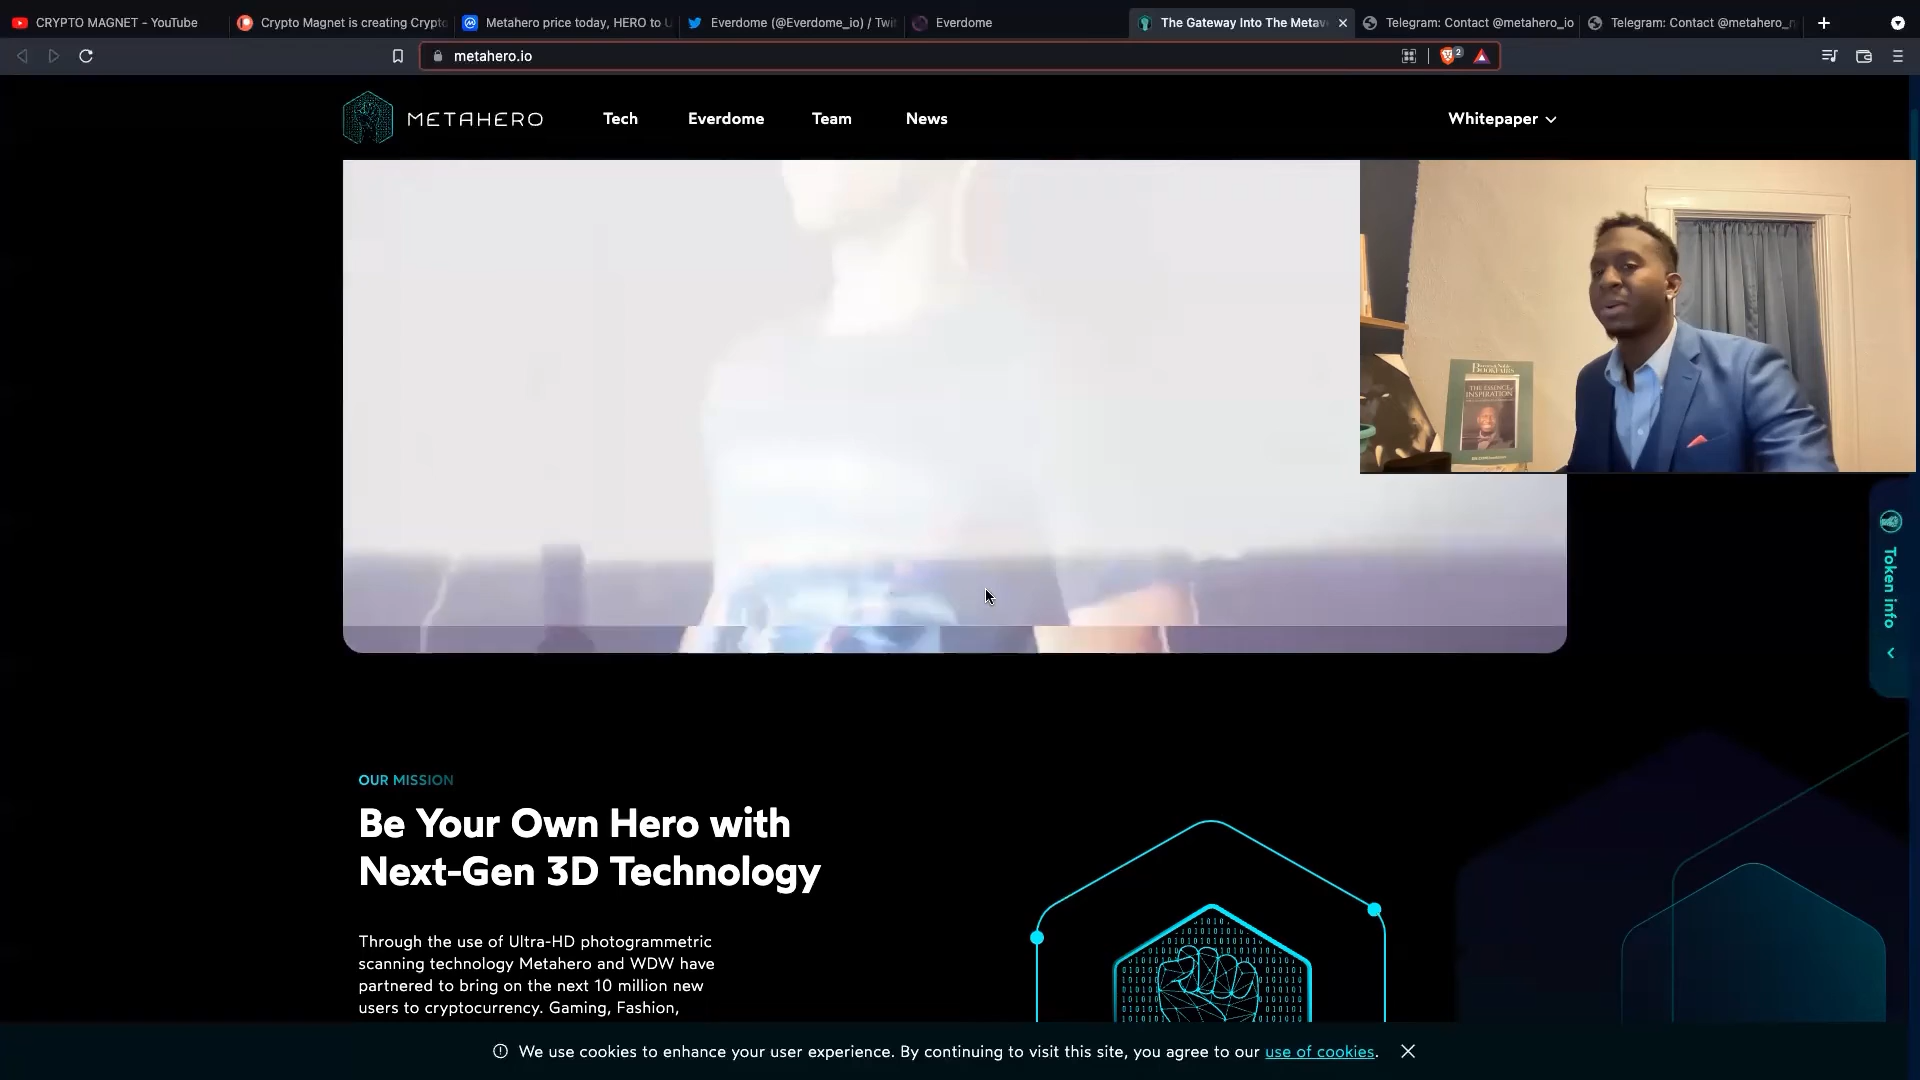 CRYPTO MAGNET - YouTube
Crypto Magnet is creating Crypto
Metahero price today, HERO to U
Everdome (@Everdome_io) / Twi
Everdome
The Gateway Into The Metav
Telegram: Contact @metahero_io
Telegram: Contact @metahero_
metahero.io
2
METAHERO
Tech
Everdome
Team
News
Whitepaper
THE ESSENCE of
INSPIRATION
Token info
OUR MISSION
Be Your Own Hero with
Next-Gen 3D Technology
Through the use of Ultra-HD photogrammetric
scanning technology Metahero and WDW have
partnered to bring on the next 10 million new
users to cryptocurrency. Gaming, Fashion,
We use cookies to enhance your user experience. By continuing to visit this site, you agree to our use of cookies.